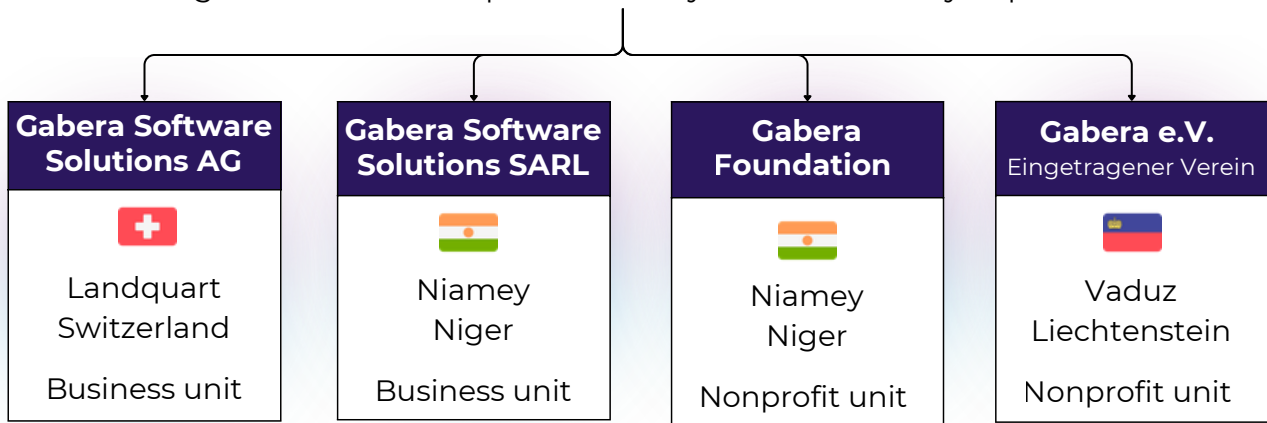 Gabera Software
Solutions AG
Landquart
Switzerland
Business unit
Gabera Software
Solutions SARL
Niamey
Niger
Business unit
Gabera
Foundation
Niamey
Niger
Nonprofit unit
Gabera e.V.
Eingetragener Verein
Vaduz
Liechtenstein
Nonprofit unit